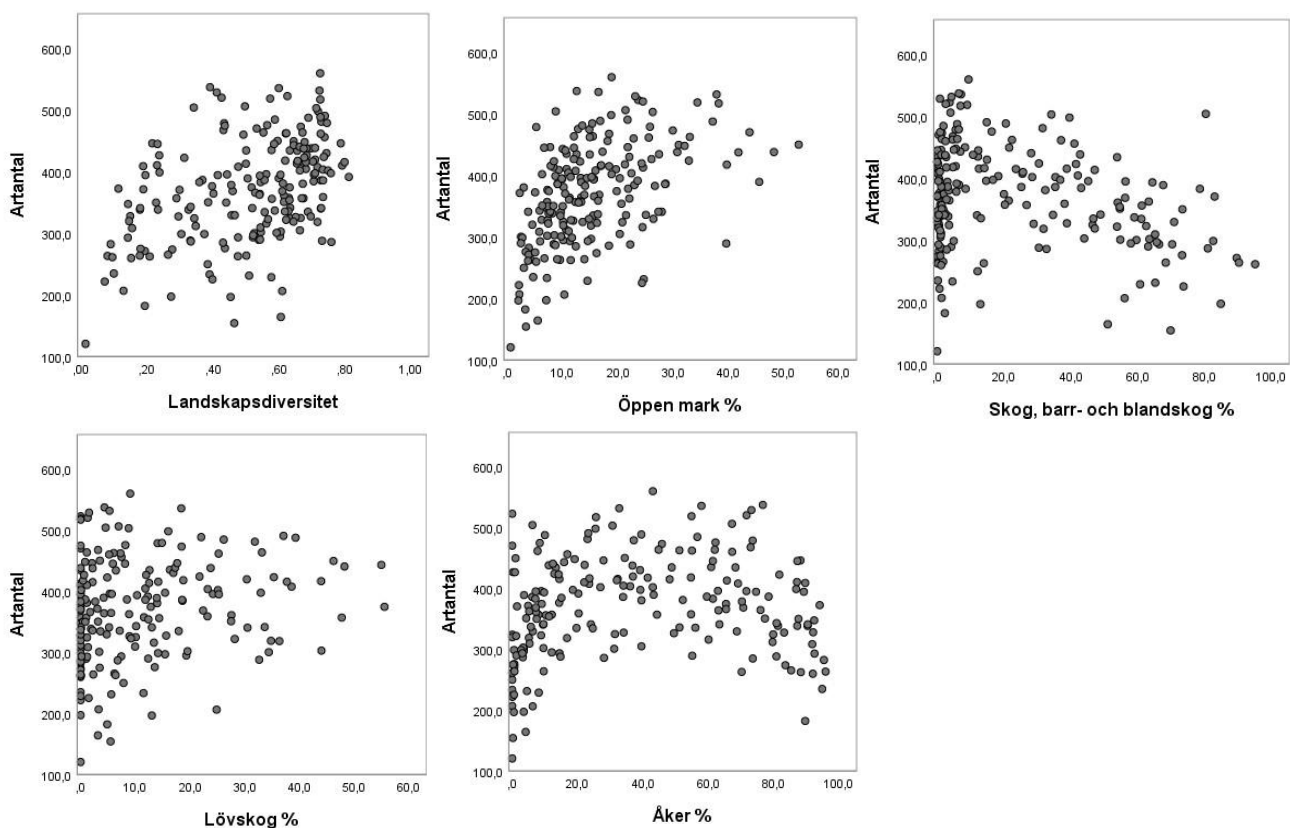 600,0
500,0
400,0
300,0
200,0
100,0
Artantal
,00 ,20 ,40 ,60 ,80 1,00
Landskapsdiversitet
600,0
500,0
400,0
300,0
200,0
100,0
Artantal
,0 10,0 20,0 30,0 40,0 50,0 60,0
Öppen mark %
600,0
500,0
400,0
300,0
200,0
100,0
Artantal
,0 20,0 40,0 60,0 80,0 100,0
Skog, barr- och blandskog %
600,0
500,0
400,0
300,0
200,0
100,0
Artantal
,0 10,0 20,0 30,0 40,0 50,0 60,0
Lövskog %
600,0
500,0
400,0
300,0
200,0
100,0
Artantal
,0 20,0 40,0 60,0 80,0 100,0
Åker %